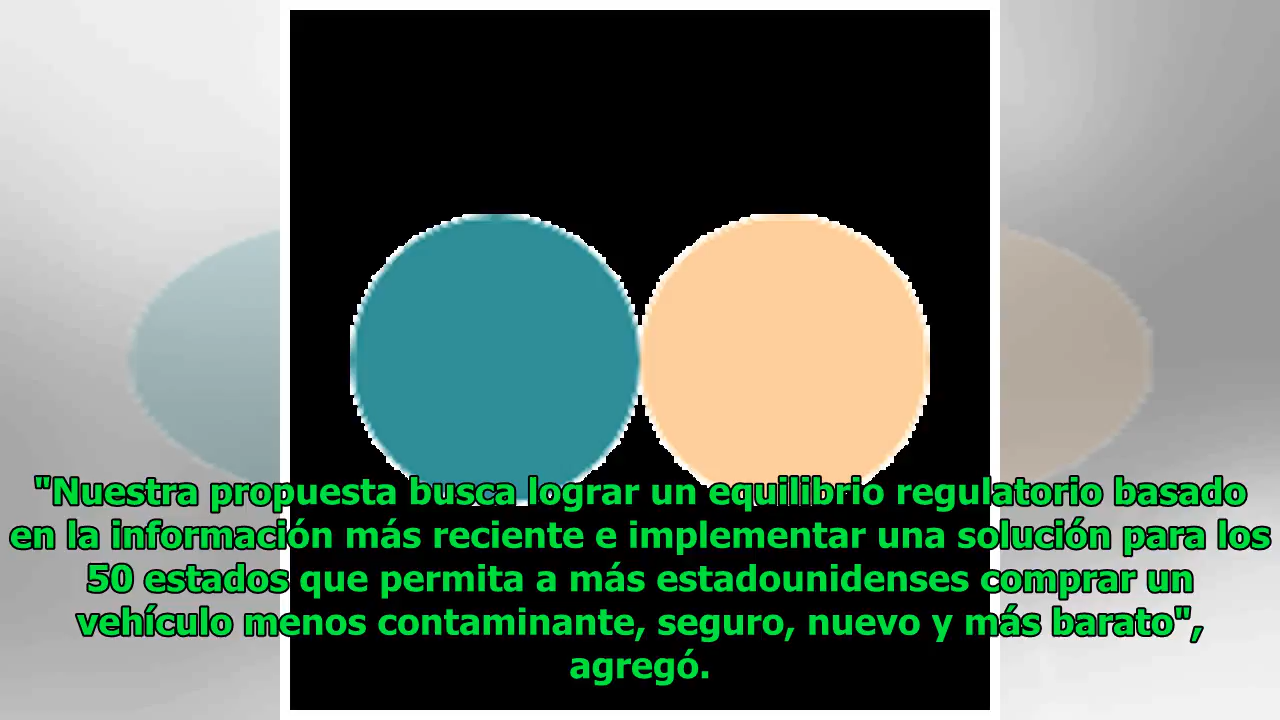 "Nuestra propuesta busca lograr un equilibrio regulatorio basado
en la información más reciente e implementar una solución para los
50 estados que permita a más estadounidenses comprar un
vehículo menos contaminante, seguro, nuevo y más barato",
agregó.